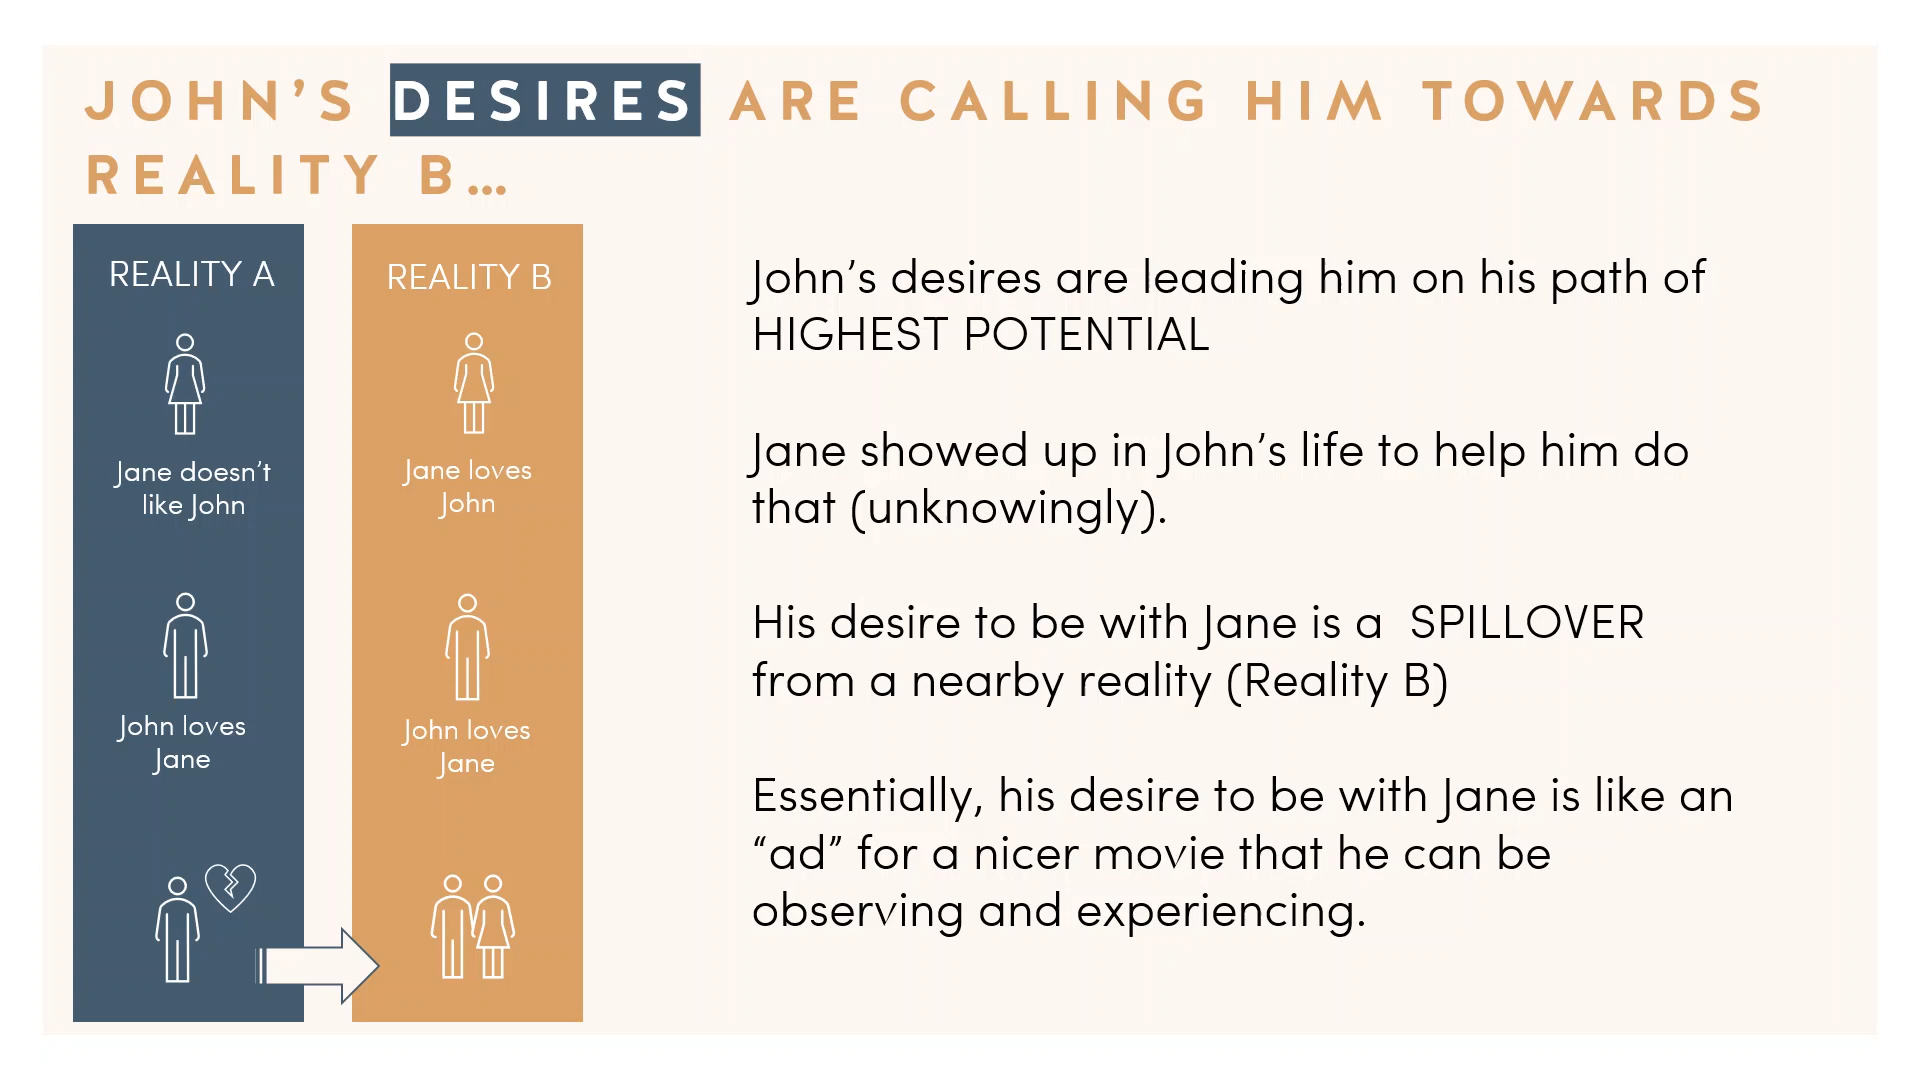 JOHN’S DESIRES ARE CALLING HIM TOWARDS
REALITY B...
REALITY A
Jane doesn’t
like John
John loves
Jane
REALITY B
Jane loves
John
John loves
Jane
John’s desires are leading him on his path of
HIGHEST POTENTIAL
Jane showed up in John’s life to help him do
that (unknowingly).
His desire to be with Jane is a  SPILLOVER
from a nearby reality (Reality B)
Essentially, his desire to be with Jane is like an
“ad” for a nicer movie that he can be
observing and experiencing.